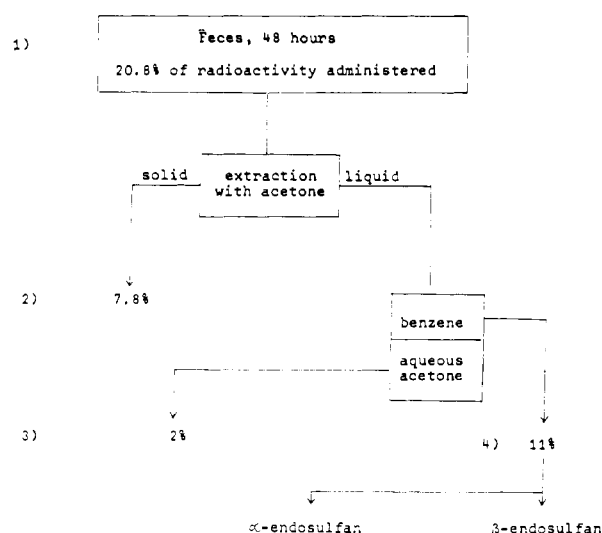 1)
Feces, 48 hours
20.8% of radioactivity administered
solid
extraction
with acetone
liquid
2)
7.8%
benzene
aqueous
acetone
3)
2%
4)
11%
α-endosulfan
β-endosulfan